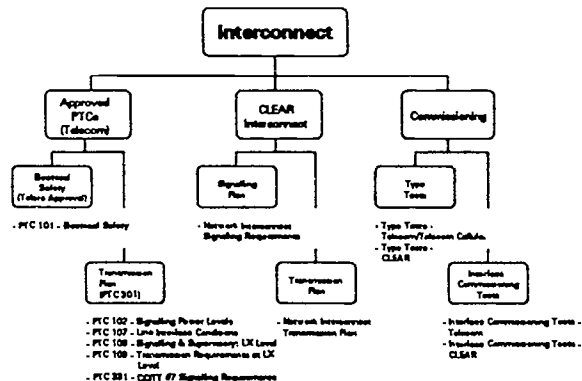 Interconnect
Approved
PTCs
(Telecom)
CLEAR
Interconnect
Commissioning
Electrical
Safety
(Telarc Approval)
Signalling
Plan
Type
Tests
- PTC 101 - Electrical Safety
- Network Interconnect
Signalling Requirements
- Type Tests -
Telecom/Telecom Cellular
- Type Tests -
CLEAR
Transmission
Plan
(PTC 301)
Transmission
Plan
Interface
Commissioning
Tests
- PTC 102 - Signalling Power Levels
- PTC 107 - Line Interface Conditions
- PTC 108 - Signalling & Supervisory: LX Level
- PTC 109 - Transmission Requirements at LX
Level
- PTC 331 - CCITT #7 Signalling Requirements
- Network Interconnect
Transmission Plan
- Interface Commissioning Tests -
Telecom
- Interface Commissioning Tests -
CLEAR